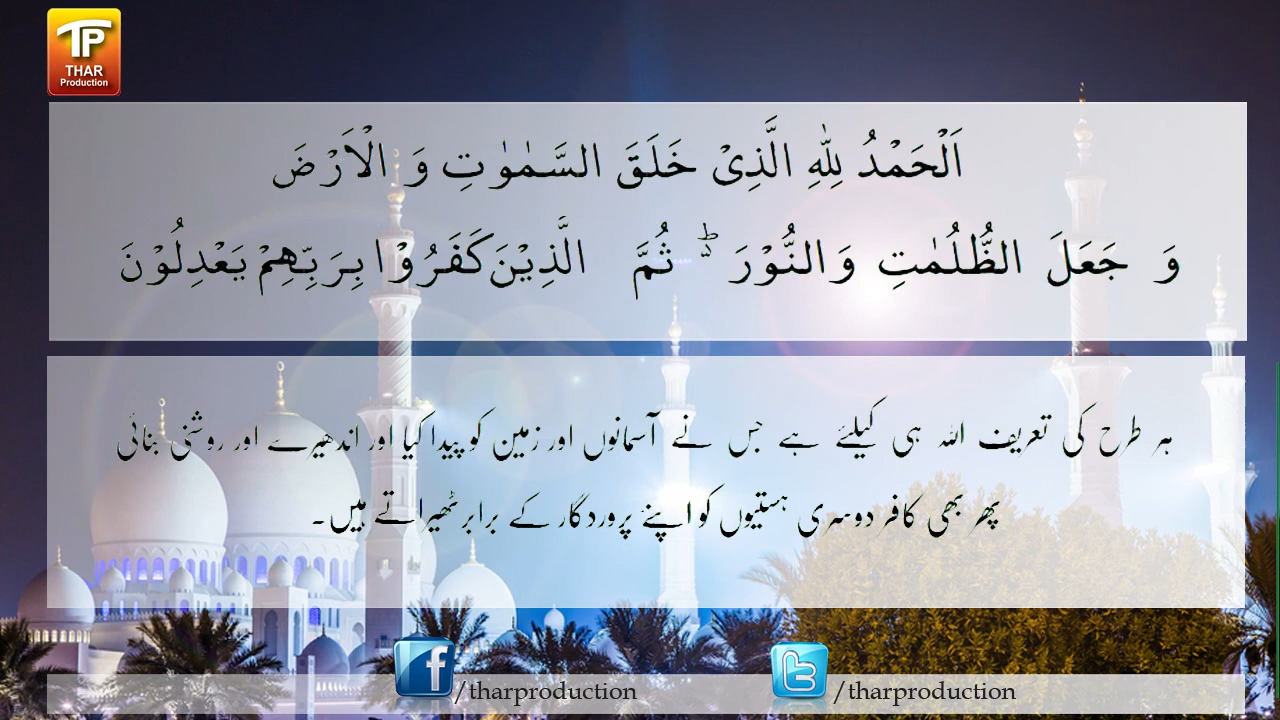 TP
THAR
Production
اَلْحَمْدُ لِلّٰهِ الَّذِیْ خَلَقَ السَّمٰوٰتِ وَ الْاَرْضَ
وَ جَعَلَ الظُّلُمٰتِ وَالنُّوْرَ ؕ ثُمَّ الَّذِیْنَ كَفَرُوْا بِرَبِّهِمْ یَعْدِلُوْنَ
ہر طرح کی تعریف اللہ ہی کیلئے ہے جس نے آسمانوں اور زمین کو پیدا کیا اور اندھیرے اور روشنی بنائی
پھر بھی کافر دوسری ہستیوں کو اپنے پروردگار کے برابر ٹھیراتے ہیں۔
f /tharproduction
t /tharproduction